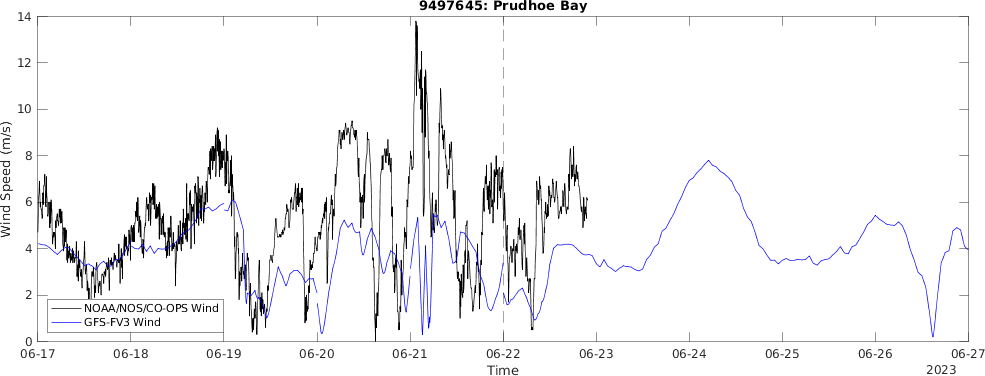 9497645: Prudhoe Bay
14
12
10
8
6
4
2
0
Wind Speed (m/s)
NOAA/NOS/CO-OPS Wind
GFS-FV3 Wind
06-17 06-18 06-19 06-20 06-21 06-22 06-23 06-24 06-25 06-26 06-27
Time
2023